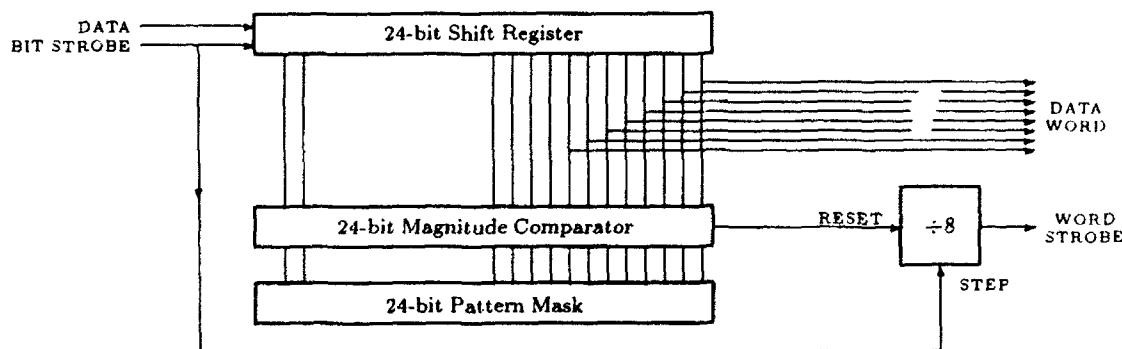 DATA
24-bit Shift Register
BIT STROBE
DATA
WORD
24-bit Magnitude Comparator
RESET
÷8
WORD
STROBE
STEP
24-bit Pattern Mask